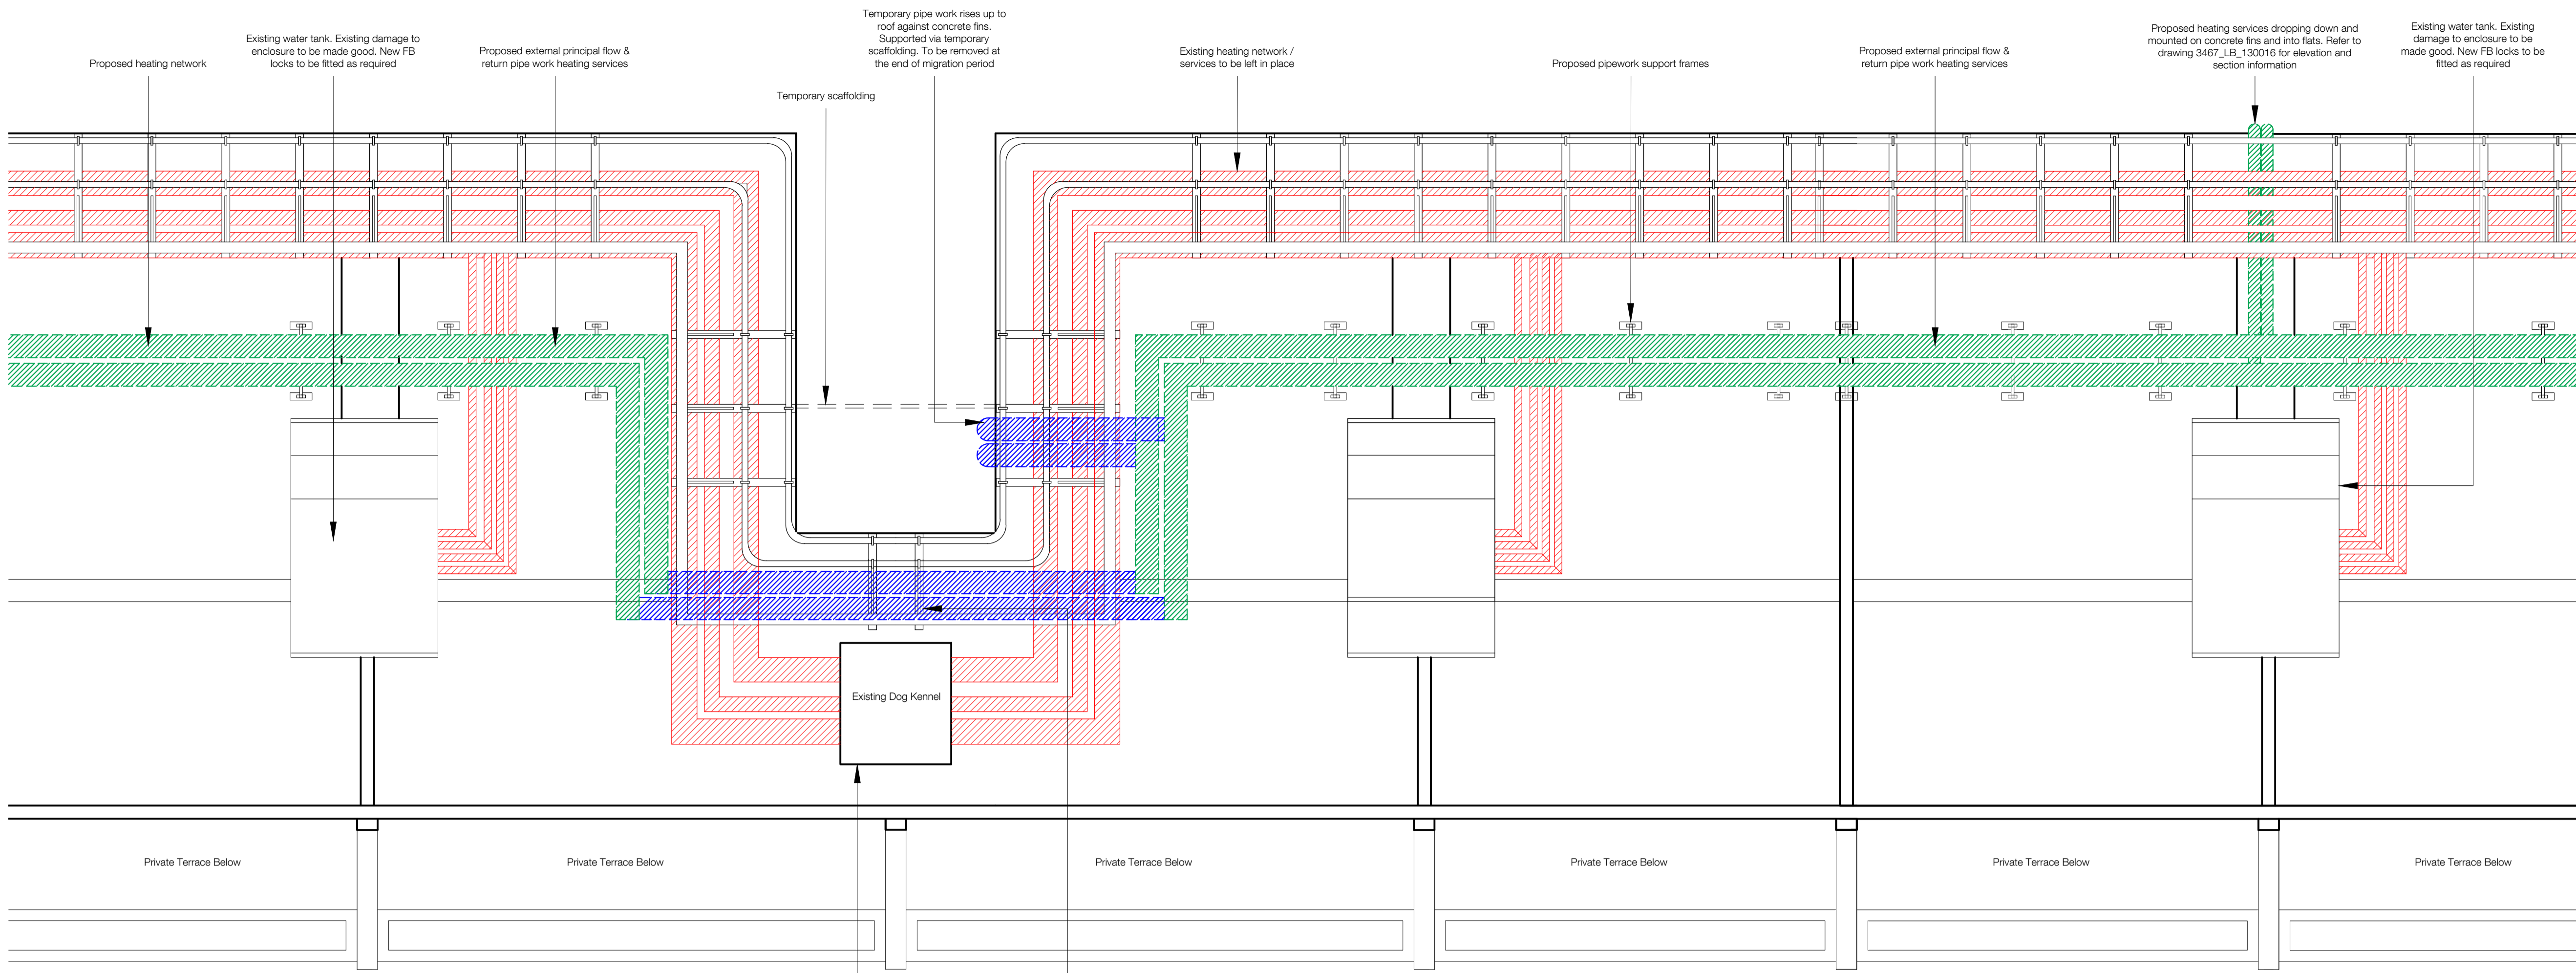 Proposed heating network
Existing water tank. Existing damage to
enclosure to be made good. New FB
locks to be fitted as required
Proposed external principal flow &
return pipe work heating services
Temporary scaffolding
Temporary pipe work rises up to
roof against concrete fins.
Supported via temporary
scaffolding. To be removed at
the end of migration period
Existing heating network /
services to be left in place
Proposed pipework support frames
Proposed external principal flow &
return pipe work heating services
Proposed heating services dropping down and
mounted on concrete fins and into flats. Refer to
drawing 3467_LB_130016 for elevation and
section information
Existing water tank. Existing
damage to enclosure to be
made good. New FB locks to be
fitted as required
Existing Dog Kennel
Private Terrace Below
Private Terrace Below
Private Terrace Below
Private Terrace Below
Private Terrace Below
Private Terrace Below